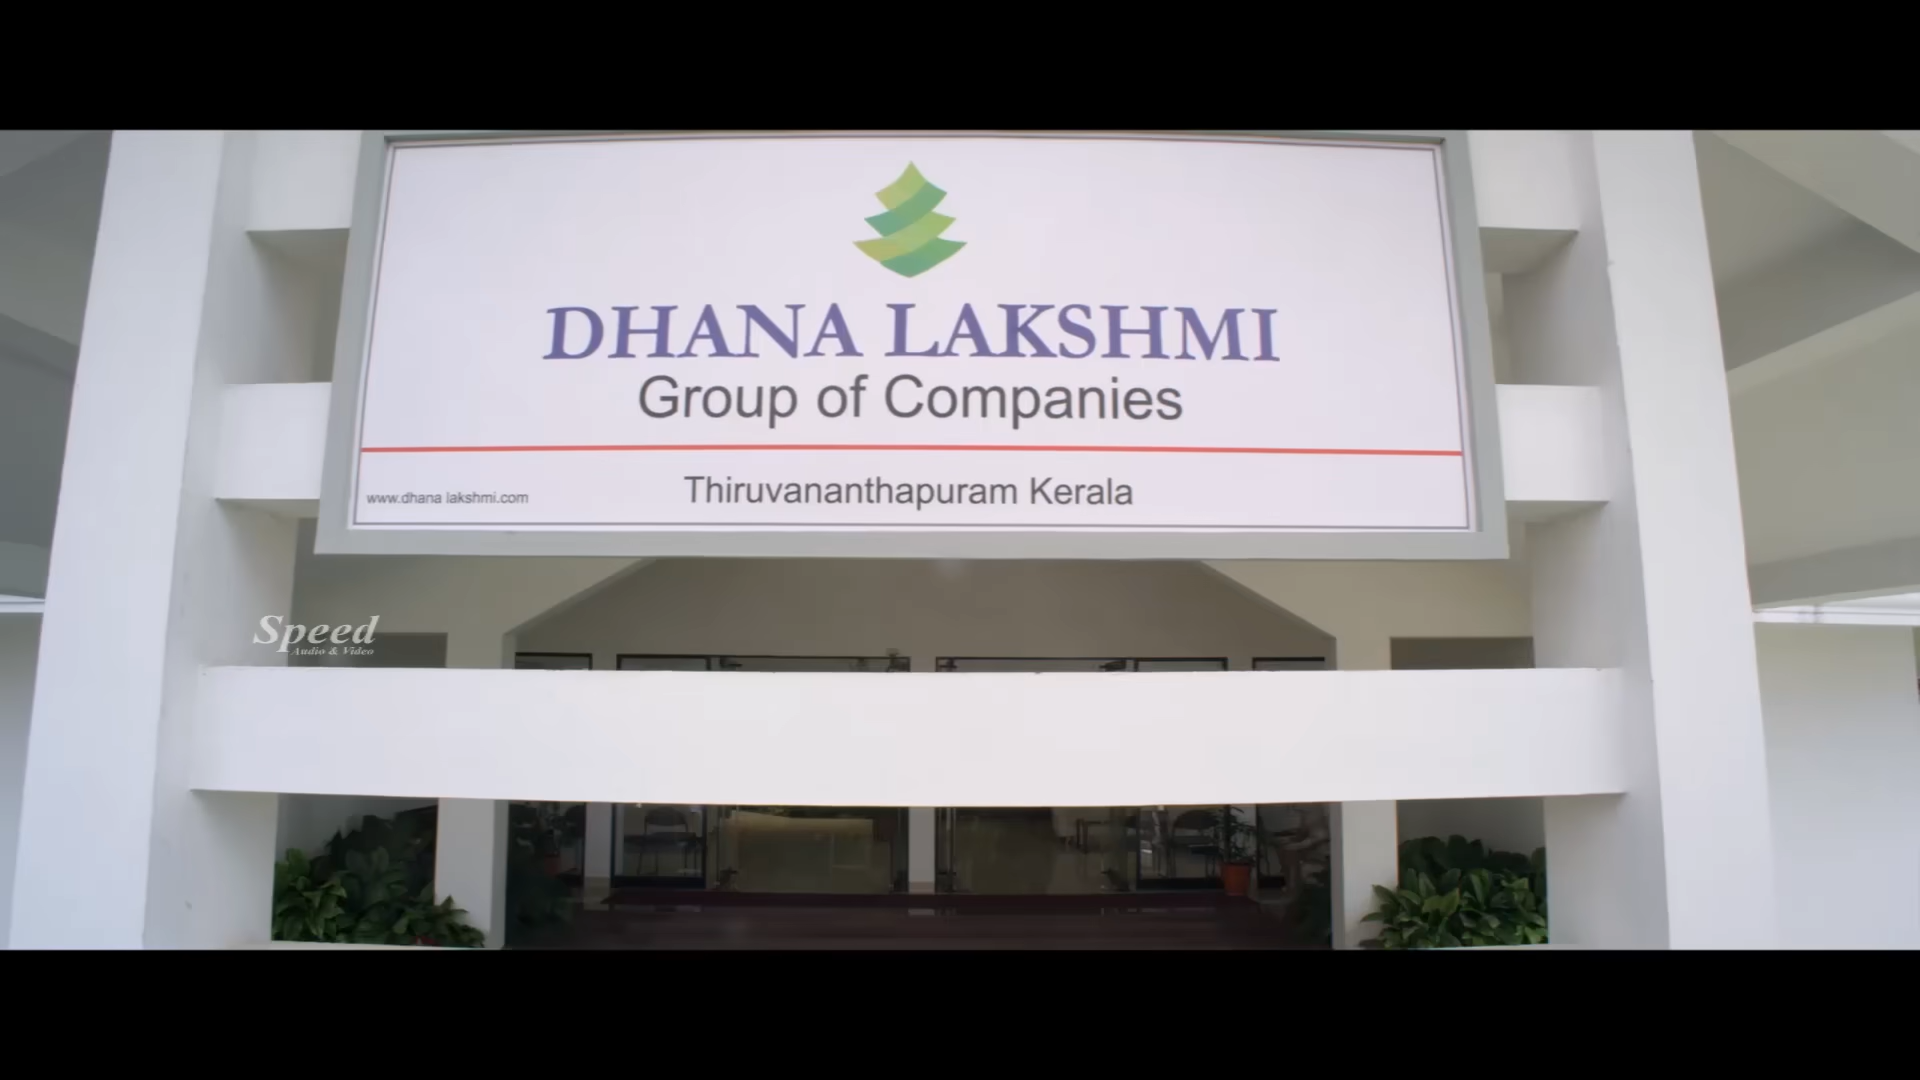 DHANA LAKSHMI
Group of Companies
Thiruvananthapuram Kerala
www.dhana lakshmi.com
Speed
Audio & Video